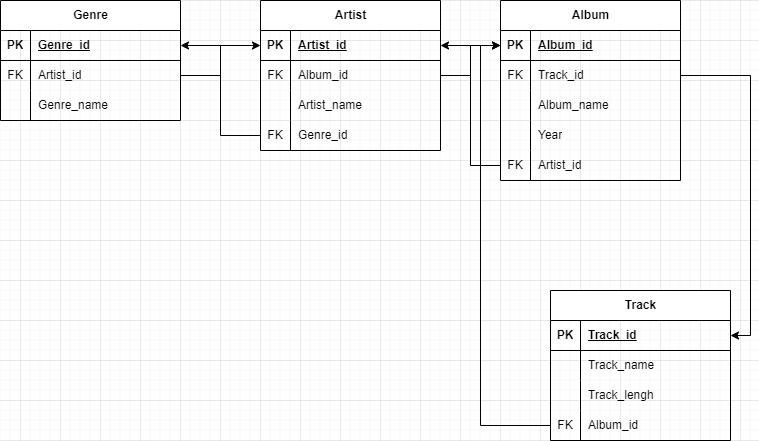 Genre
PK Genre_id
FK Artist_id
Genre_name
Artist
PK Artist_id
FK Album_id
Artist_name
FK Genre_id
Album
PK Album_id
FK Track_id
Album_name
Year
FK Artist_id
Track
PK Track_id
Track_name
Track_lengh
FK Album_id